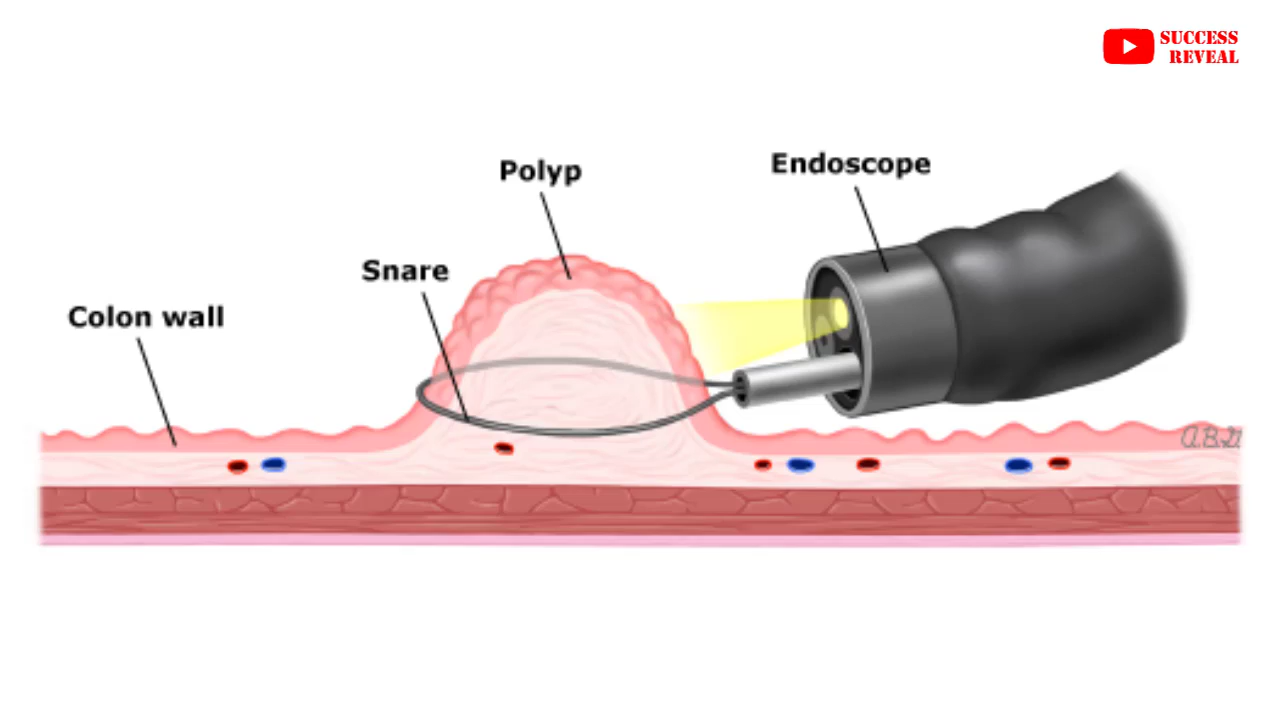 SUCCESS
REVEAL
Polyp
Endoscope
Snare
Colon wall